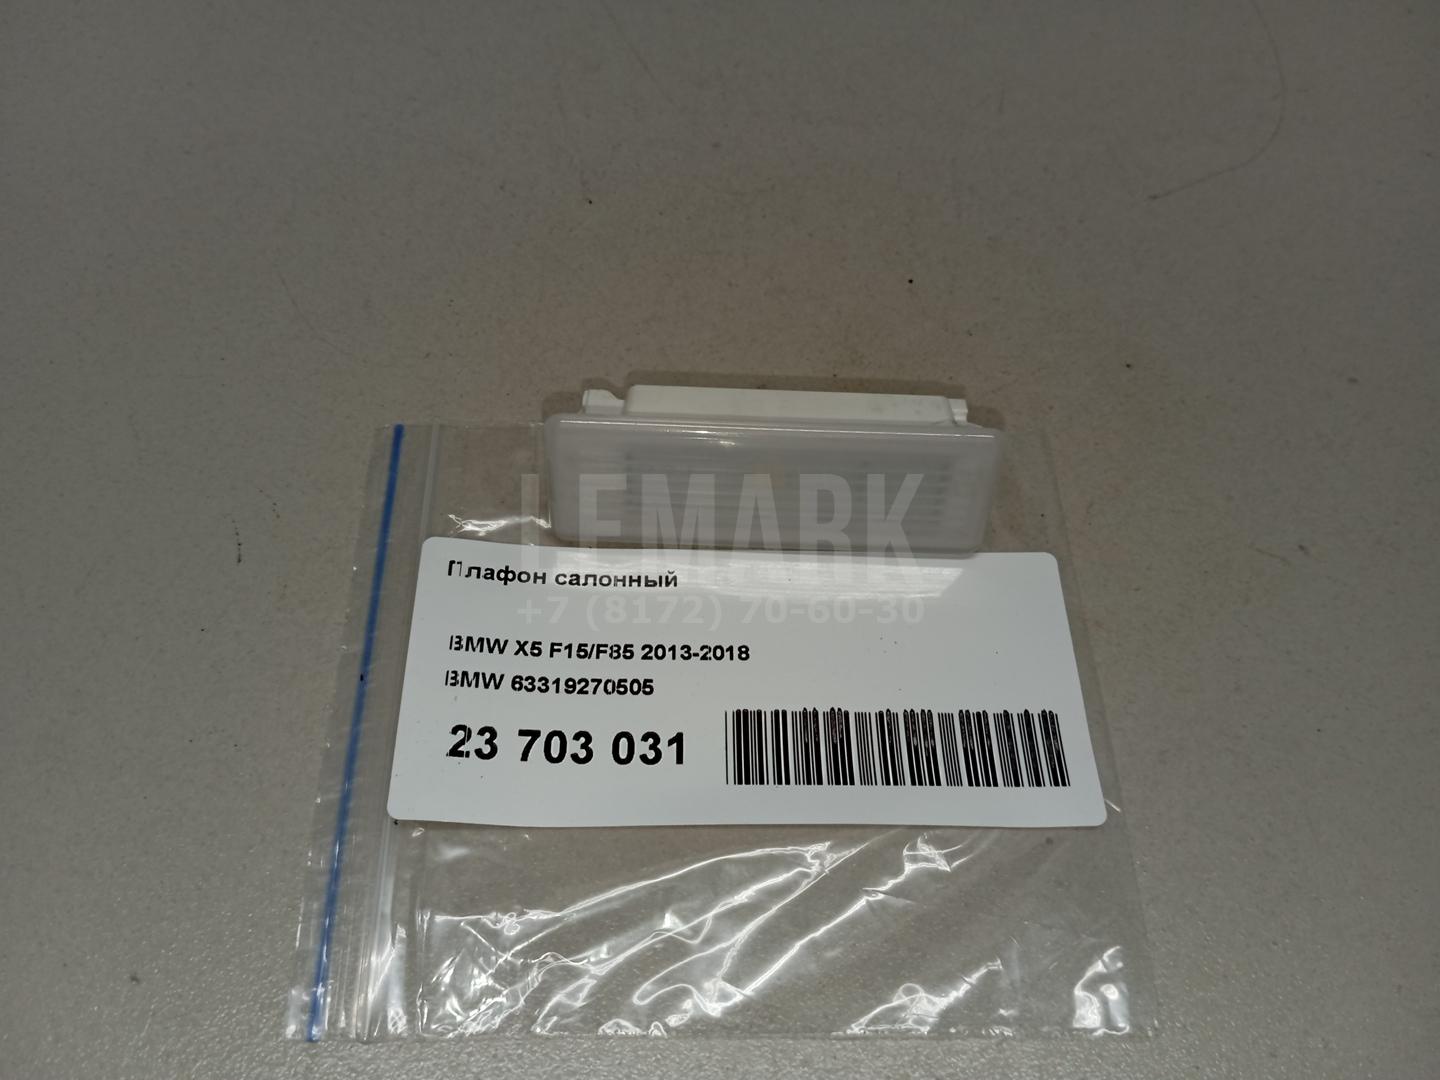 LEMARK
Плафон салонный
+7 (8172) 70-60-30
BMW X5 F15/F85 2013-2018
BMW 63319270505
23 703 031